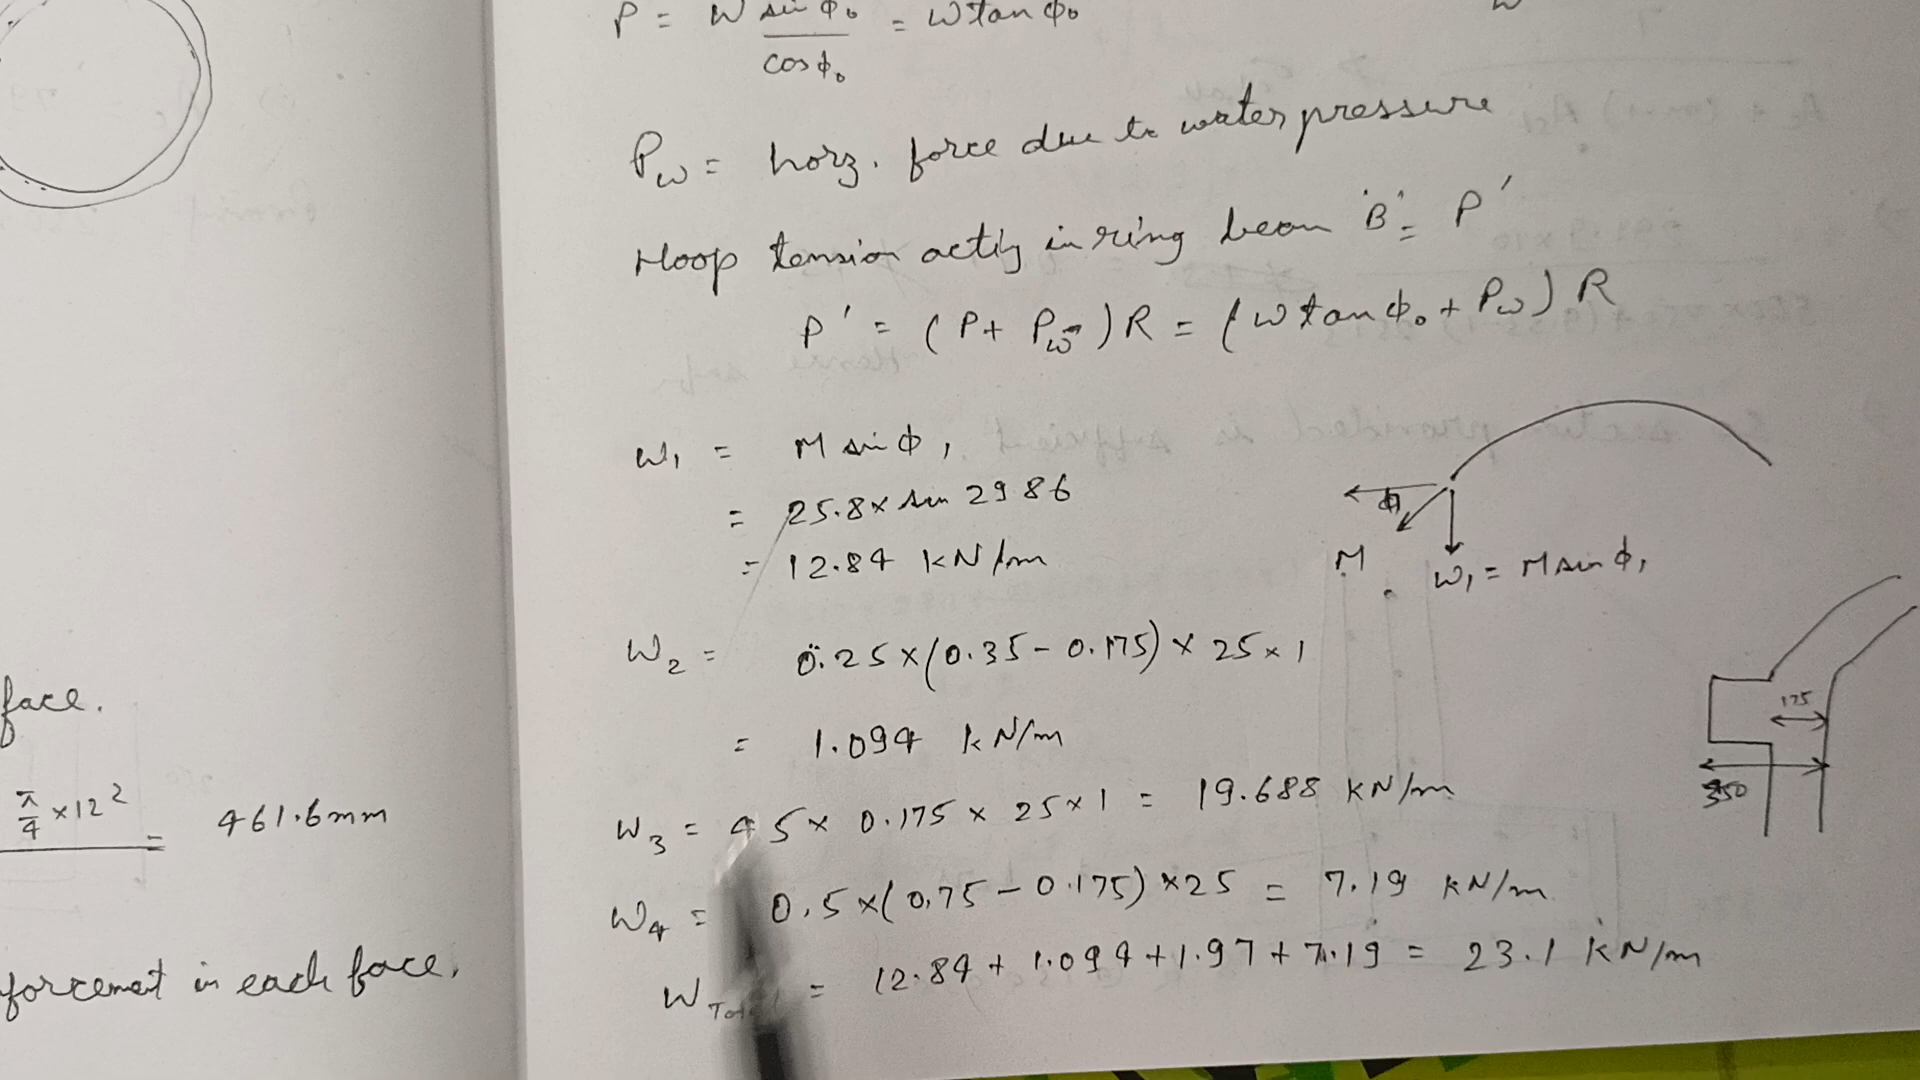 face.
π/4 × 12² = 461.6mm
forcement in each face.
P = W sin φ₀ / cos φ₀ = W tan φ₀
Pw = horz. force due to water pressure
Hoop tension actig in ring beam 'B' = P'
P' = (P + Pw) R = (W tan φ₀ + Pw) R
W₁ = M sin φ₁
= 25.8 × sin 29 86
= 12.84 kN/m
M
W₁ = M sin φ₁
W₂ = 0.25 × (0.35 - 0.175) × 25 × 1
= 1.094 kN/m
175
350
W₃ = 4 5 × 0.175 × 25 × 1 = 19.688 kN/m
W₄ = 0.5 × (0.75 - 0.175) × 25 = 7.19 kN/m
W = 12.84 + 1.094 + 1.97 + 7.19 = 23.1 kN/m